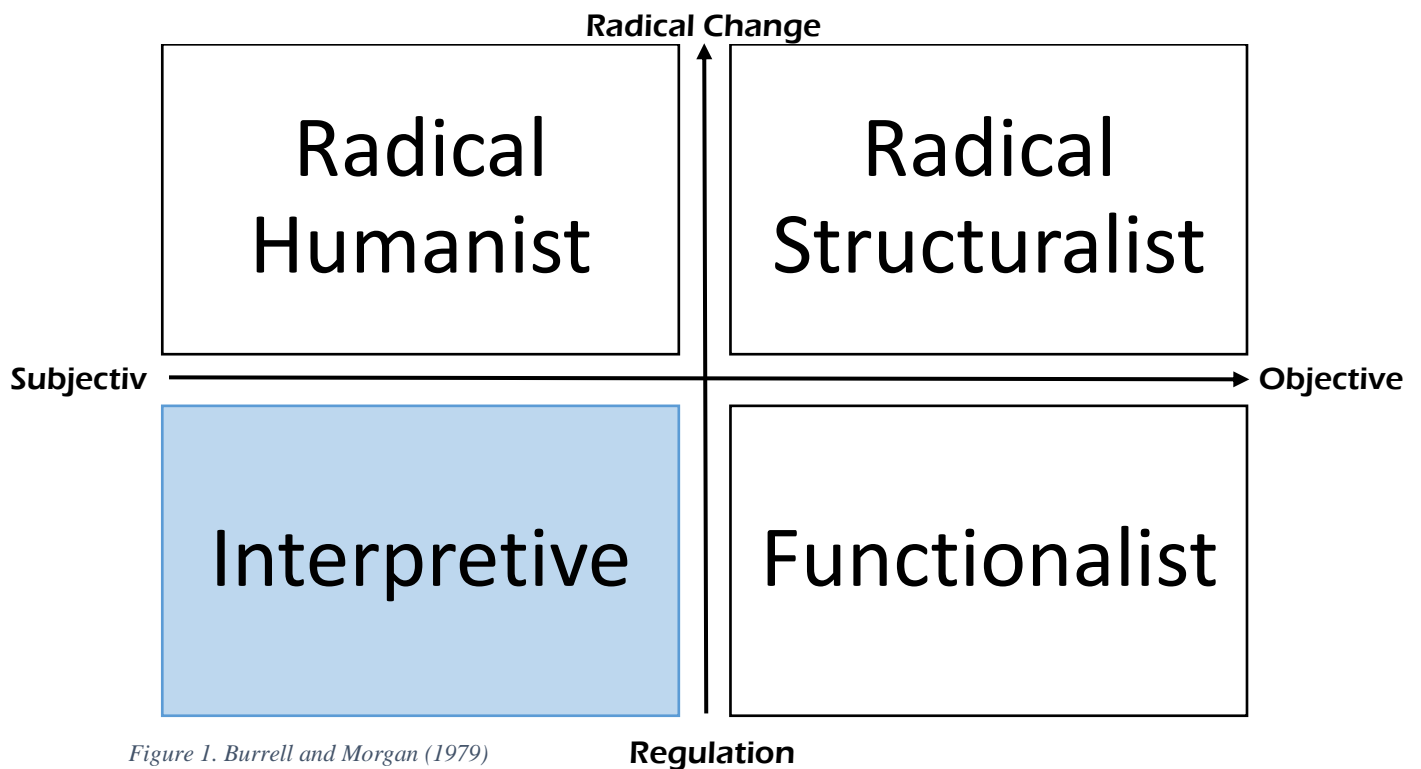 Radical Change
Radical
Humanist
Radical
Structuralist
Subjectiv
Objective
Interpretive
Functionalist
Figure 1. Burrell and Morgan (1979)
Regulation